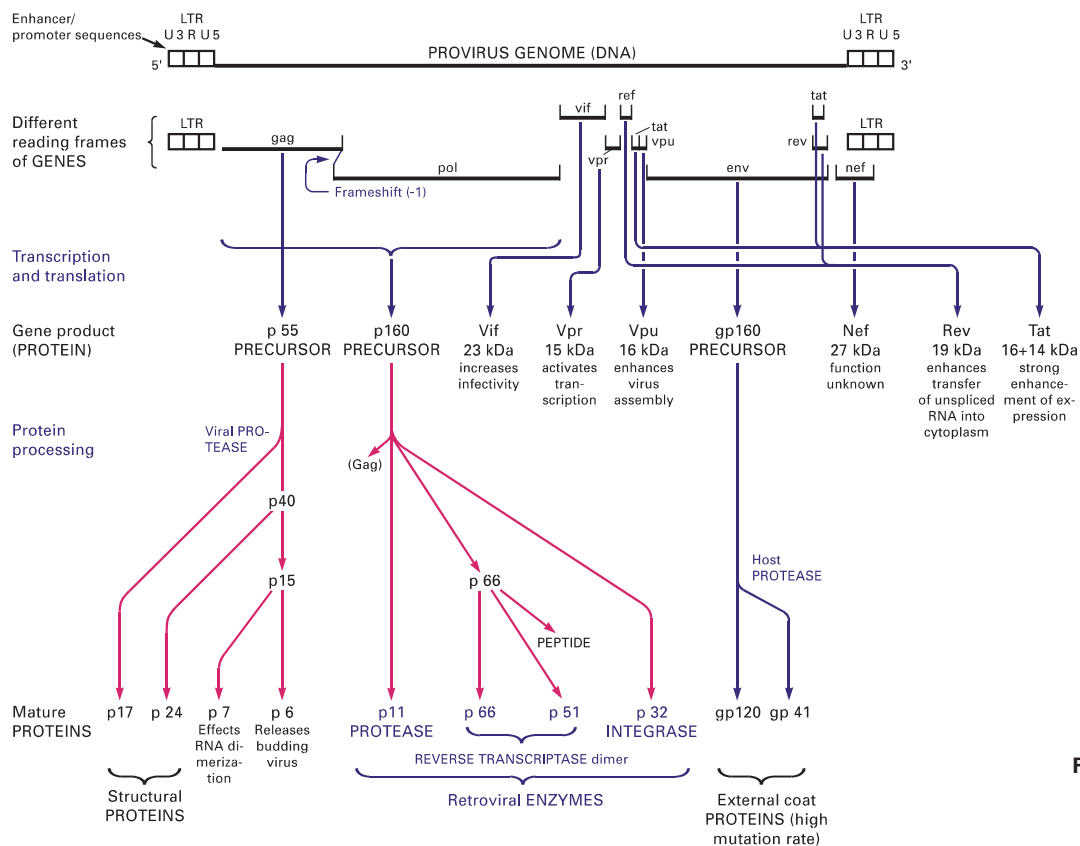 Enhancer/
promoter sequences
LTR
U 3 R U 5
5'
PROVIRUS GENOME (DNA)
LTR
U 3 R U 5
3'
Different
reading frames
of GENES
LTR
gag
Frameshift (-1)
pol
vif
vpr
ref
tat
vpu
env
tat
rev
nef
LTR
Transcription
and translation
Gene product
(PROTEIN)
p 55
PRECURSOR
p160
PRECURSOR
Vif
23 kDa
increases
infectivity
Vpr
15 kDa
activates
tran-
scription
Vpu
16 kDa
enhances
virus
assembly
gp160
PRECURSOR
Nef
27 kDa
function
unknown
Rev
19 kDa
enhances
transfer
of unspliced
RNA into
cytoplasm
Tat
16+14 kDa
strong
enhance-
ment of ex-
pression
Protein
processing
Viral PRO-
TEASE
(Gag)
p40
p15
p 66
PEPTIDE
Host
PROTEASE
Mature
PROTEINS
p17
p 24
p 7
Effects
RNA di-
meriza-
tion
p 6
Releases
budding
virus
p11
PROTEASE
p 66
p 51
p 32
INTEGRASE
gp120
gp 41
REVERSE TRANSCRIPTASE dimer
Structural
PROTEINS
Retroviral ENZYMES
External coat
PROTEINS (high
mutation rate)
F